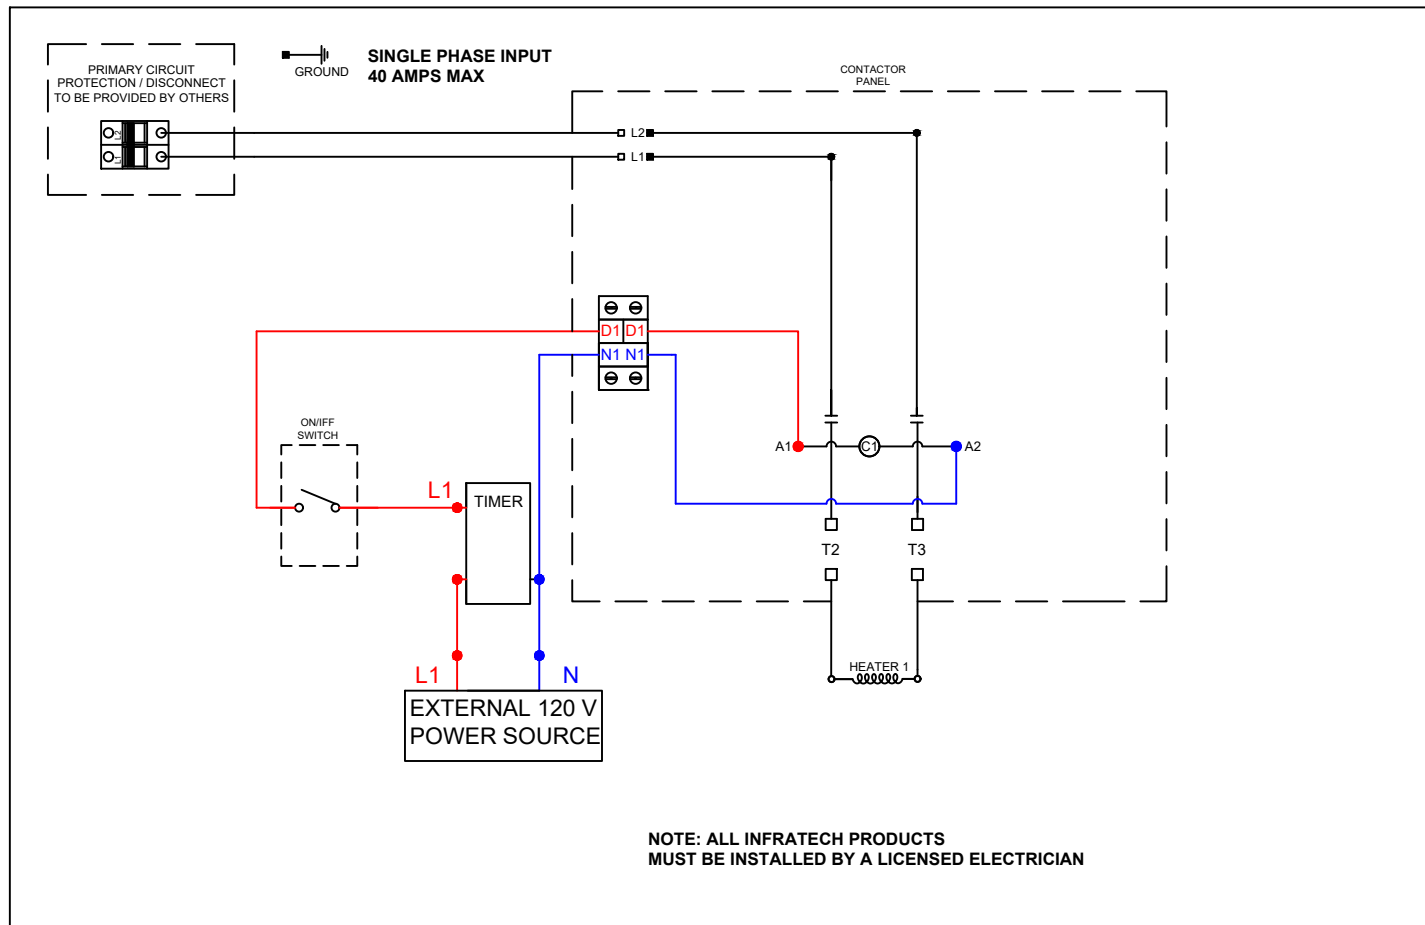 PRIMARY CIRCUIT
PROTECTION / DISCONNECT
TO BE PROVIDED BY OTHERS
L2
L1
GROUND
SINGLE PHASE INPUT
40 AMPS MAX
CONTACTOR
PANEL
L2
L1
D1 D1
N1 N1
ON/IFF
SWITCH
L1
TIMER
A1
C1
A2
T2
T3
HEATER 1
L1
N
EXTERNAL 120 V
POWER SOURCE
NOTE: ALL INFRATECH PRODUCTS
MUST BE INSTALLED BY A LICENSED ELECTRICIAN